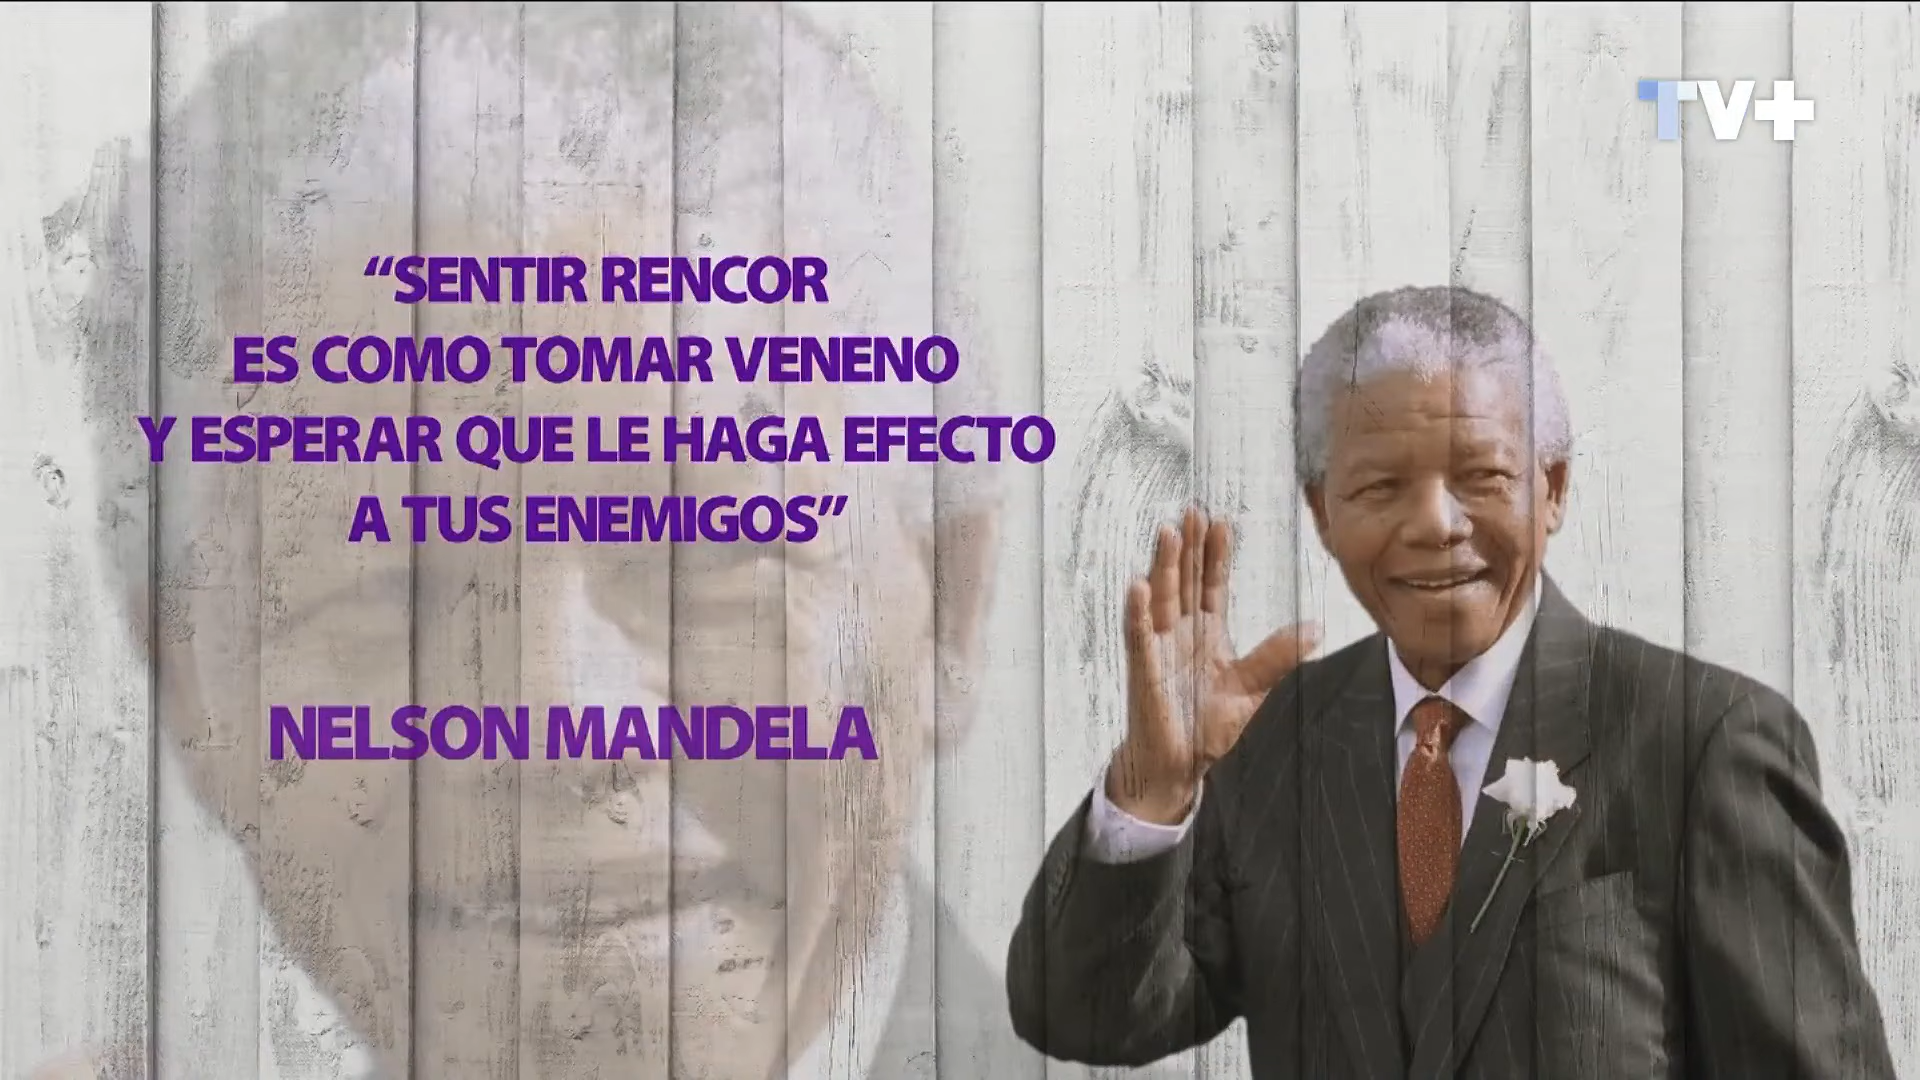 TV+
“SENTIR RENCOR
ES COMO TOMAR VENENO
Y ESPERAR QUE LE HAGA EFECTO
A TUS ENEMIGOS”
NELSON MANDELA